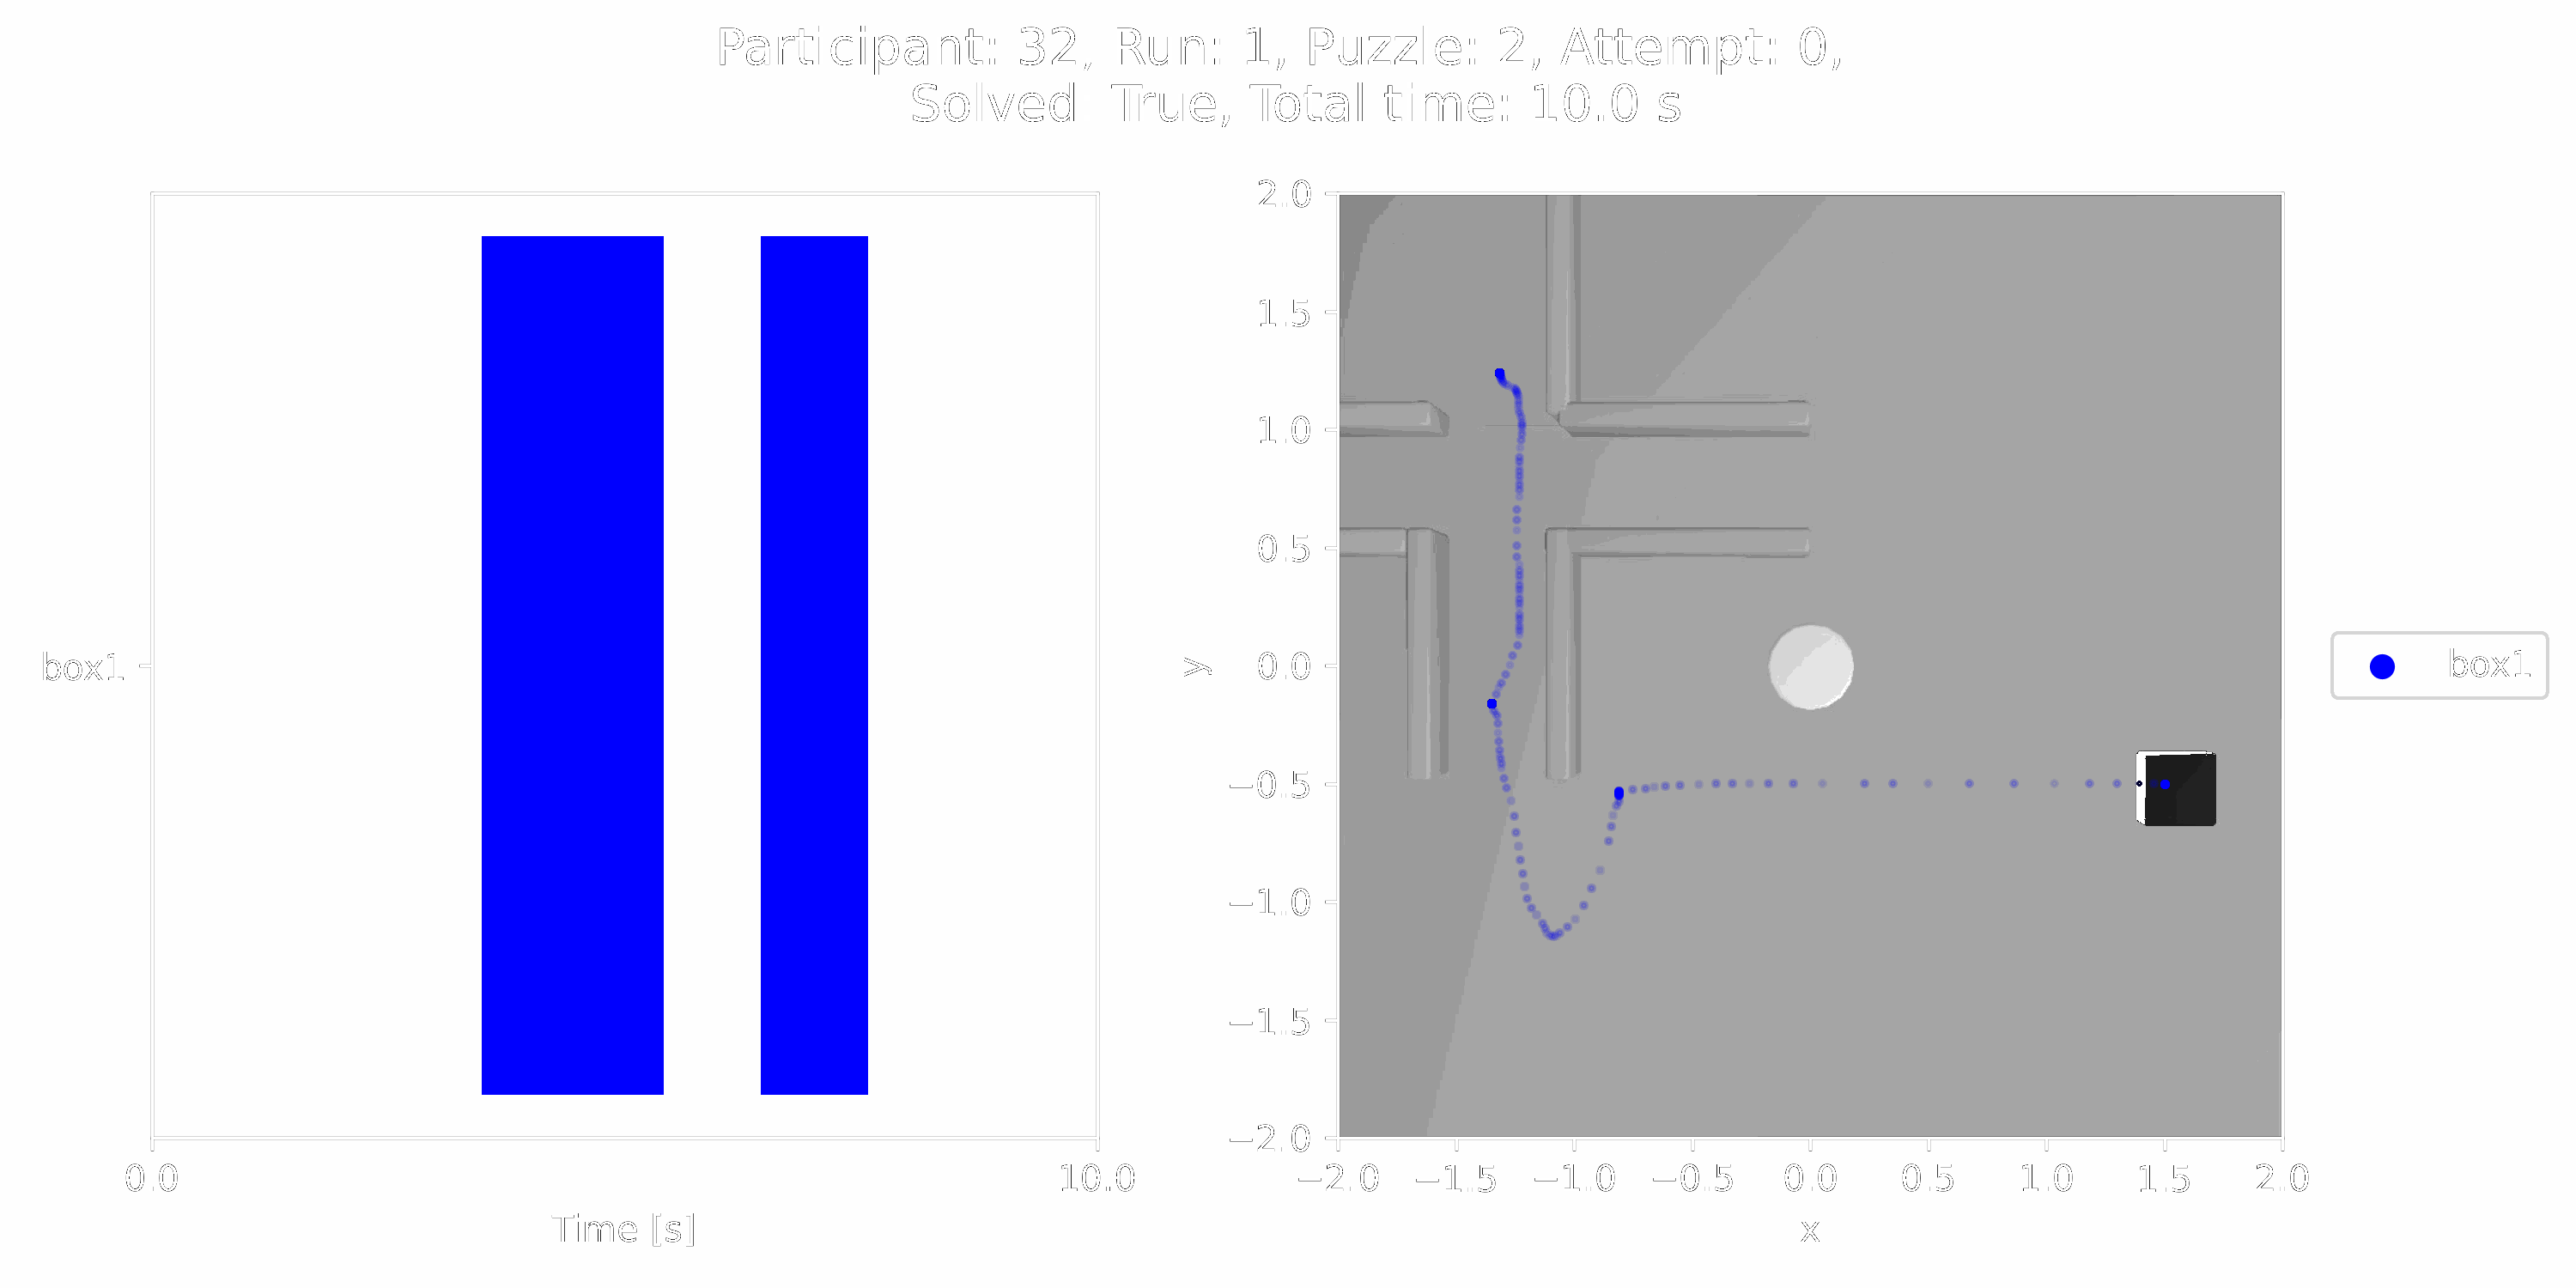 Participant: 32, Run: 1, Puzzle: 2, Attempt: 0,
Solved True, Total time: 10.0 s
box1
0.0
10.0
Time [s]
y
2.0
1.5
1.0
0.5
0.0
−0.5
−1.0
−1.5
−2.0
−2.0 −1.5 −1.0 −0.5 0.0 0.5 1.0 1.5 2.0
x
box1